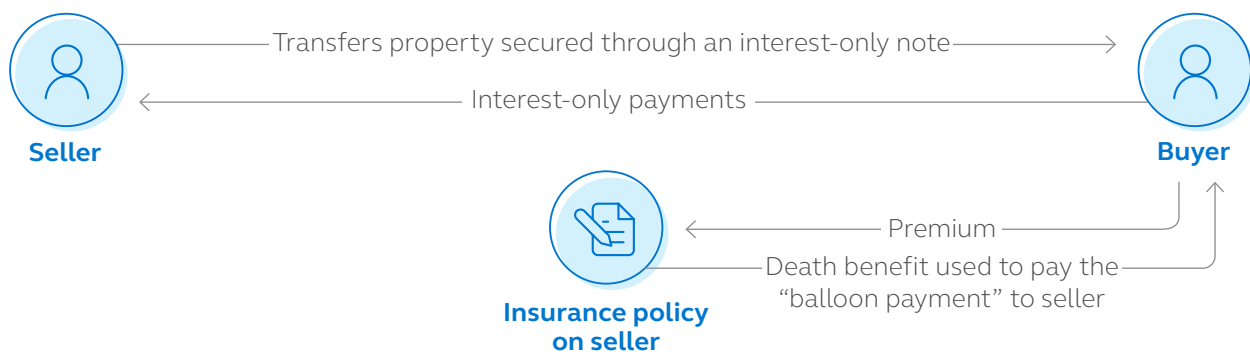 Transfers property secured through an interest-only note
Interest-only payments
Seller
Buyer
Premium
Death benefit used to pay the
“balloon payment” to seller
Insurance policy
on seller